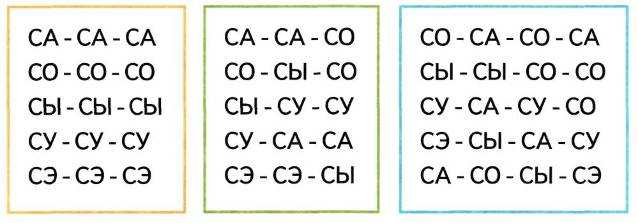 СА - СА - СА
СО - СО - СО
СЫ - СЫ - СЫ
СУ - СУ - СУ
СЭ - СЭ - СЭ
СА - СА - СО
СО - СЫ - СО
СЫ - СУ - СУ
СУ - СА - СА
СЭ - СЭ - СЫ
СО - СА - СО - СА
СЫ - СЫ - СО - СО
СУ - СА - СУ - СО
СЭ - СЫ - СА - СУ
СА - СО - СЫ - СЭ